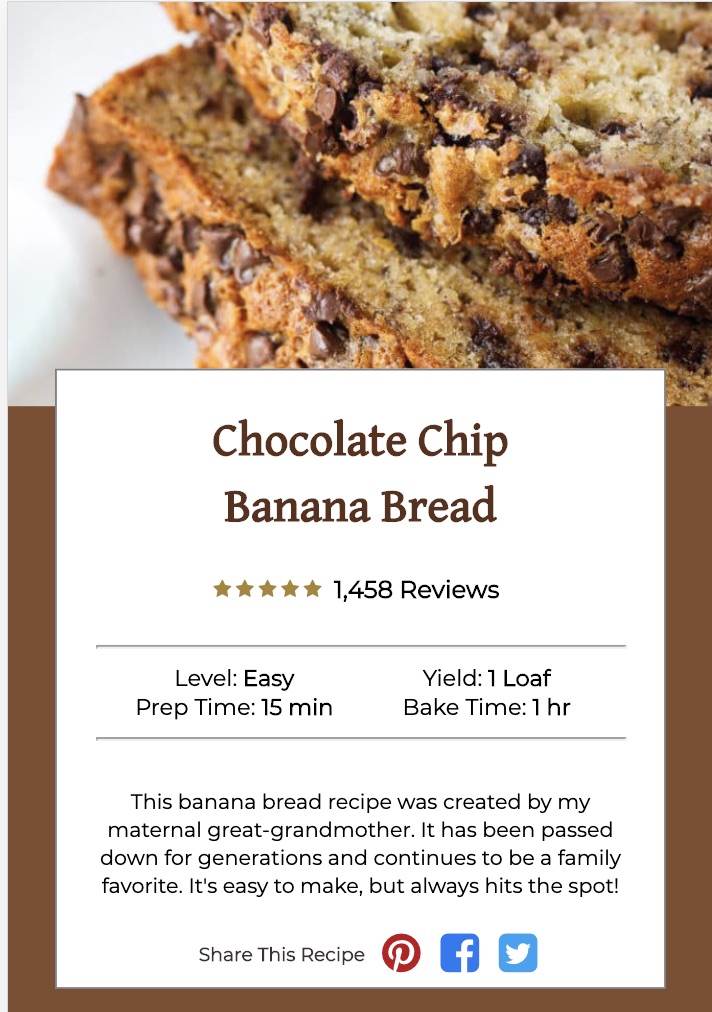 Chocolate Chip
Banana Bread
1,458 Reviews
Level: Easy Yield: 1 Loaf
Prep Time: 15 min Bake Time: 1 hr
This banana bread recipe was created by my
maternal great-grandmother. It has been passed
down for generations and continues to be a family
favorite. It's easy to make, but always hits the spot!
Share This Recipe